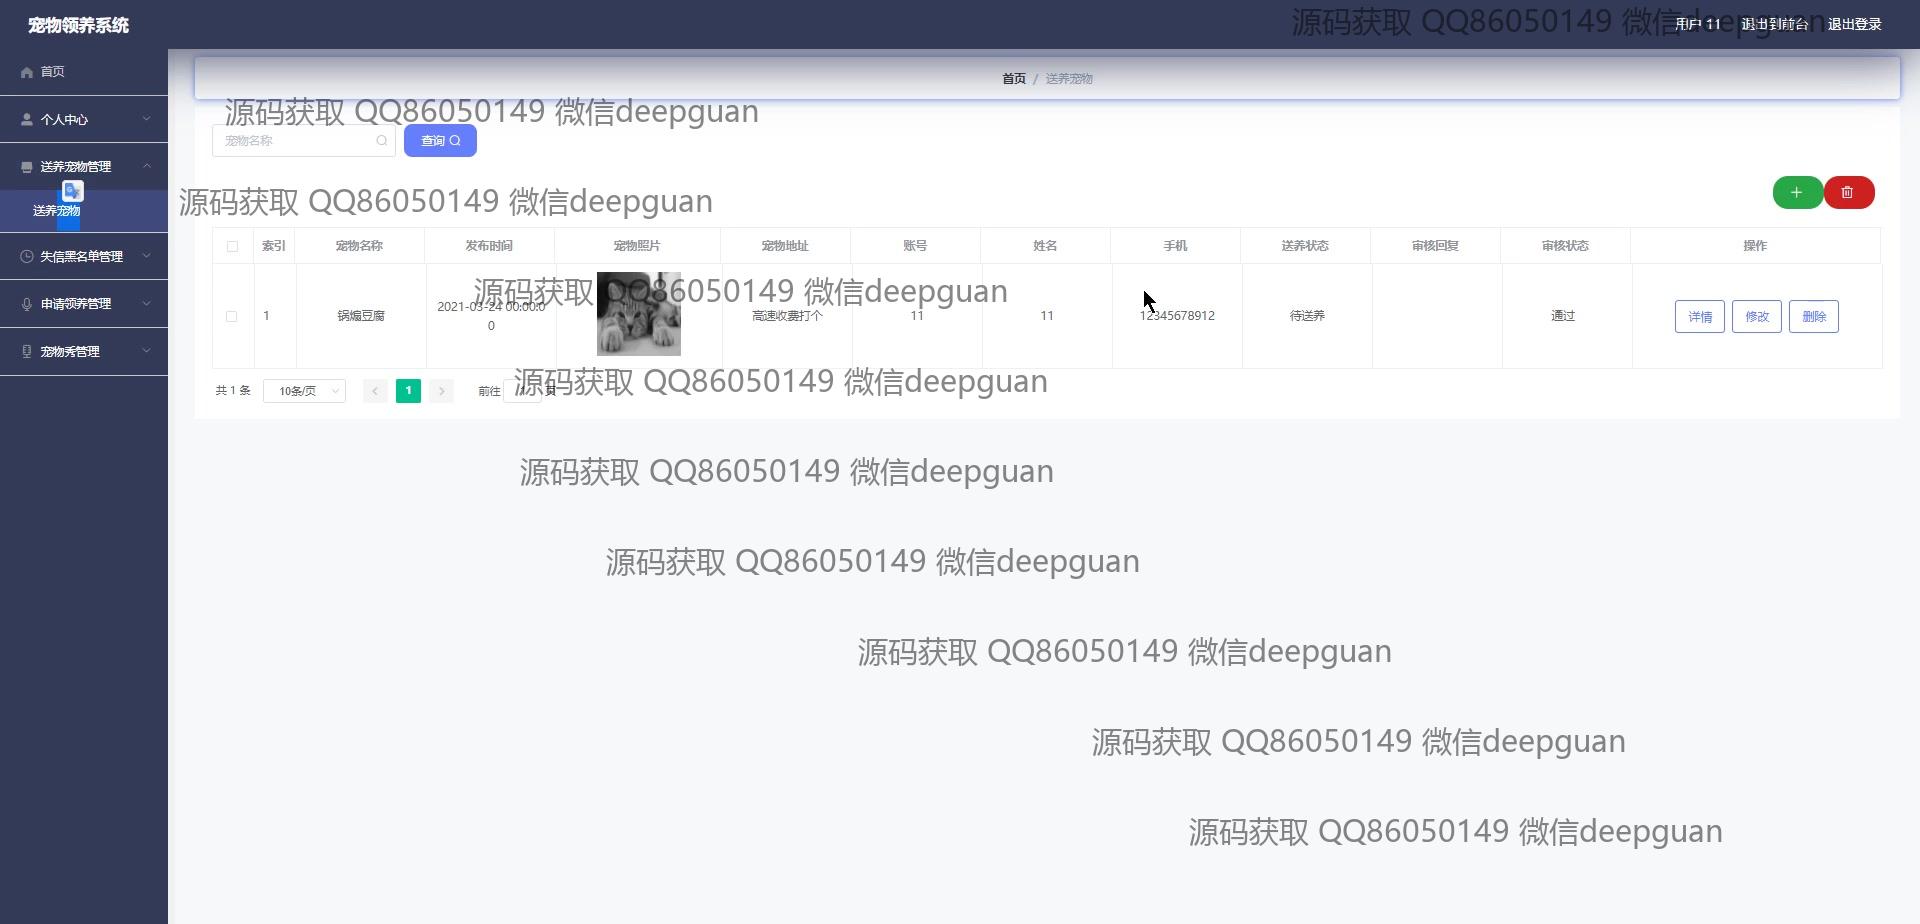 宠物领养系统
源码获取 QQ86050149 微信deepguan
用户 11 退出到前台 退出登录
首页
个人中心
送养宠物管理
送养宠物
失信黑名单管理
申请领养管理
宠物秀管理
首页 / 送养宠物
源码获取 QQ86050149 微信deepguan
宠物名称 查询
源码获取 QQ86050149 微信deepguan
索引 宠物名称 发布时间 宠物照片 宠物地址 账号 姓名 手机 送养状态 审核回复 审核状态 操作
源码获取 QQ86050149 微信deepguan
1 锅煸豆腐 2021-03-24 00:00:0 高速收费打个 11 11 12345678912 待送养 通过 详情 修改 删除
0
源码获取 QQ86050149 微信deepguan
共 1 条 10条/页 1 前往 1 页
源码获取 QQ86050149 微信deepguan
源码获取 QQ86050149 微信deepguan
源码获取 QQ86050149 微信deepguan
源码获取 QQ86050149 微信deepguan
源码获取 QQ86050149 微信deepguan